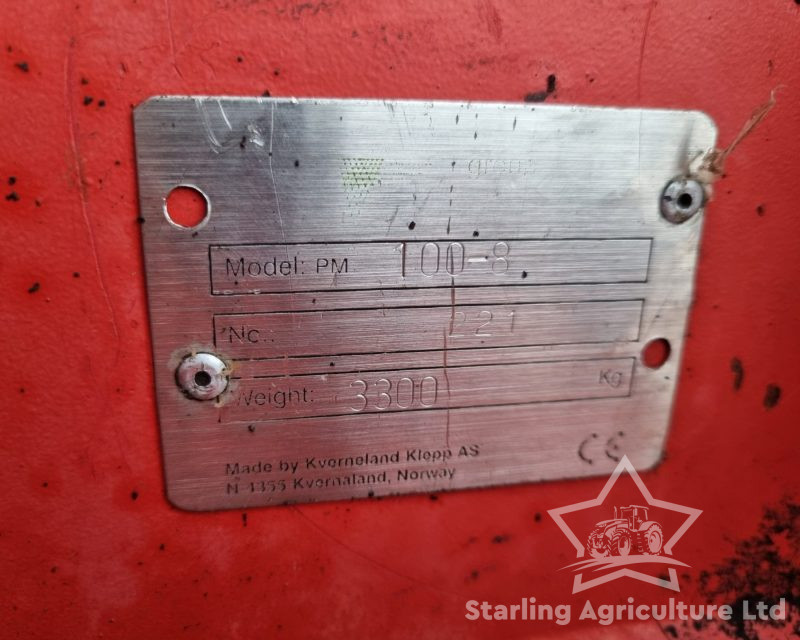 group
Model: PM 100-8
No.: 221
Weight: 3300 Kg
Made by Kverneland Klepp AS
N-4355 Kvernaland, Norway
CE
Starling Agriculture Ltd